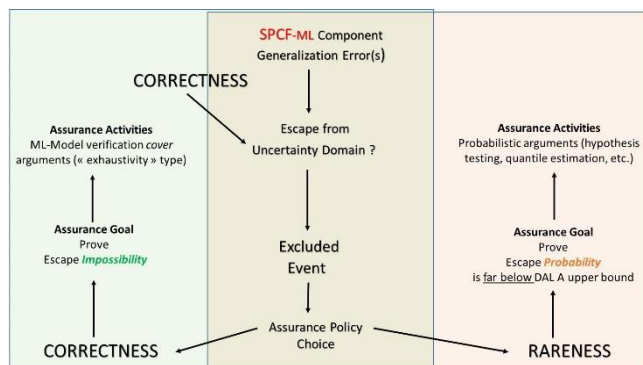 SPCF-ML Component
Generalization Error(s)
CORRECTNESS
Escape from
Uncertainty Domain ?
Excluded
Event
Assurance Policy
Choice
Assurance Activities
ML-Model verification cover
arguments (« exhaustivity » type)
Assurance Goal
Prove
Escape Impossibility
CORRECTNESS
Assurance Activities
Probabilistic arguments (hypothesis
testing, quantile estimation, etc.)
Assurance Goal
Prove
Escape Probability
is far below DAL A upper bound
RARENESS